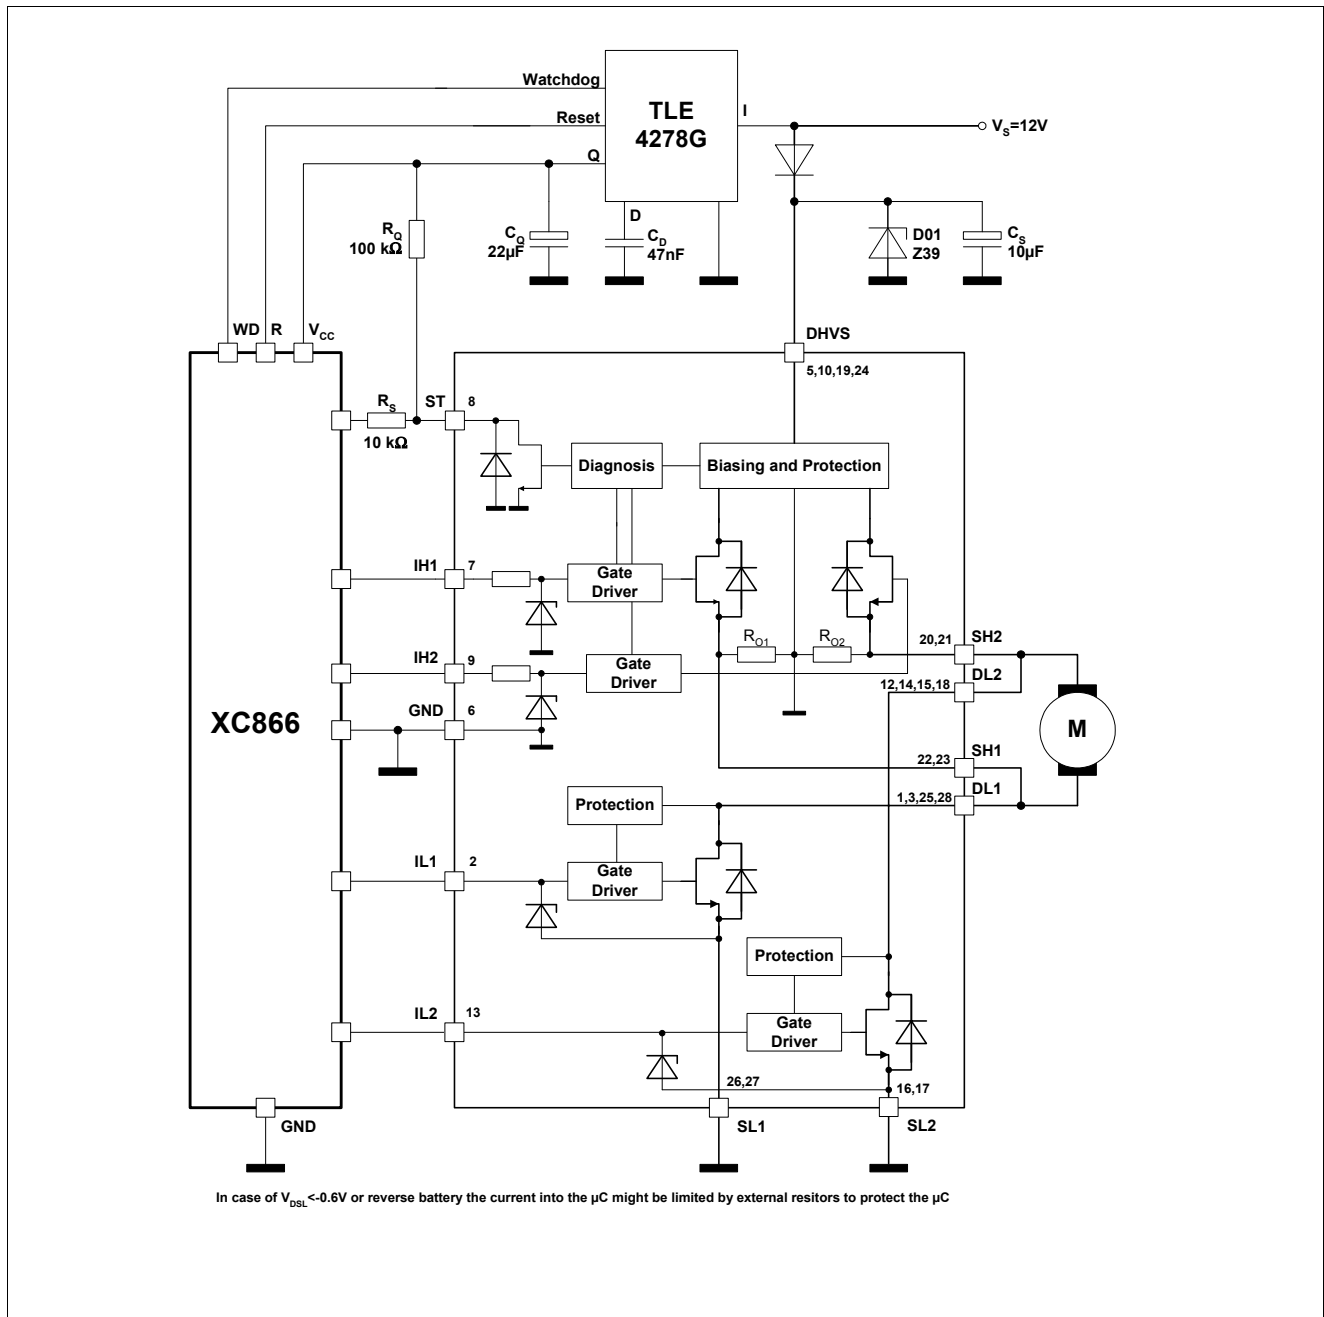 Watchdog
Reset
Q
TLE
4278G
I
V_S=12V
D
R_Q
100 kΩ
C_Q
22µF
C_D
47nF
D01
Z39
C_S
10µF
WD
R
V_CC
DHVS
5,10,19,24
R_S
10 kΩ
ST
8
Diagnosis
Biasing and Protection
IH1
7
Gate
Driver
R_O1
R_O2
20,21
SH2
IH2
9
Gate
Driver
12,14,15,18
DL2
GND
6
XC866
M
22,23
SH1
1,3,25,28
DL1
Protection
IL1
2
Gate
Driver
Protection
IL2
13
Gate
Driver
26,27
16,17
GND
SL1
SL2
In case of V_DSL<-0.6V or reverse battery the current into the µC might be limited by external resitors to protect the µC